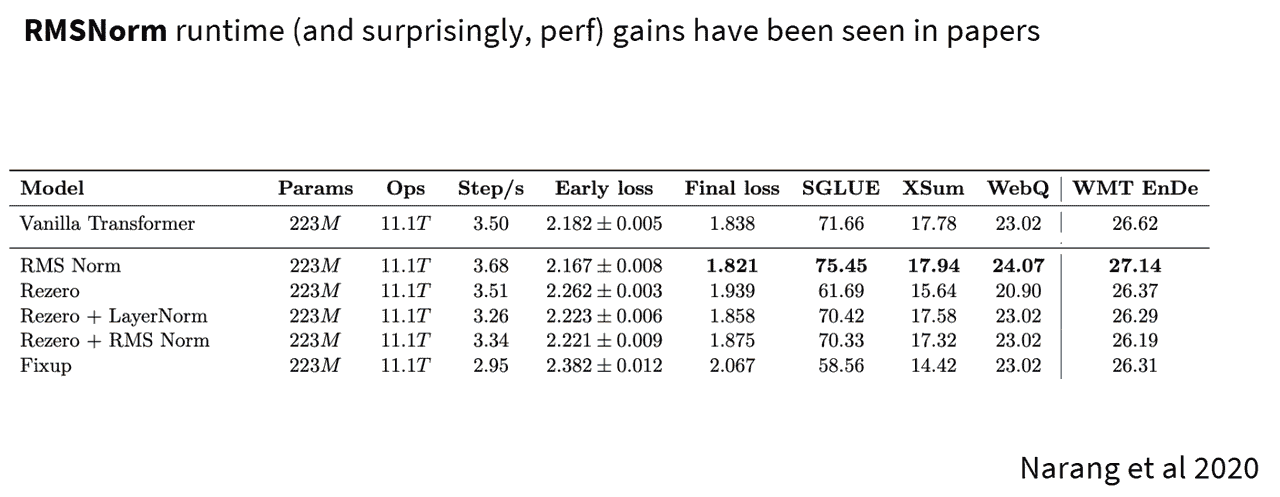 RMSNorm runtime (and surprisingly, perf) gains have been seen in papers
Model Params Ops Step/s Early loss Final loss SGLUE XSum WebQ WMT EnDe
Vanilla Transformer 223M 11.1T 3.50 2.182 ± 0.005 1.838 71.66 17.78 23.02 26.62
RMS Norm 223M 11.1T 3.68 2.167 ± 0.008 1.821 75.45 17.94 24.07 27.14
Rezero 223M 11.1T 3.51 2.262 ± 0.003 1.939 61.69 15.64 20.90 26.37
Rezero + LayerNorm 223M 11.1T 3.26 2.223 ± 0.006 1.858 70.42 17.58 23.02 26.29
Rezero + RMS Norm 223M 11.1T 3.34 2.221 ± 0.009 1.875 70.33 17.32 23.02 26.19
Fixup 223M 11.1T 2.95 2.382 ± 0.012 2.067 58.56 14.42 23.02 26.31
Narang et al 2020